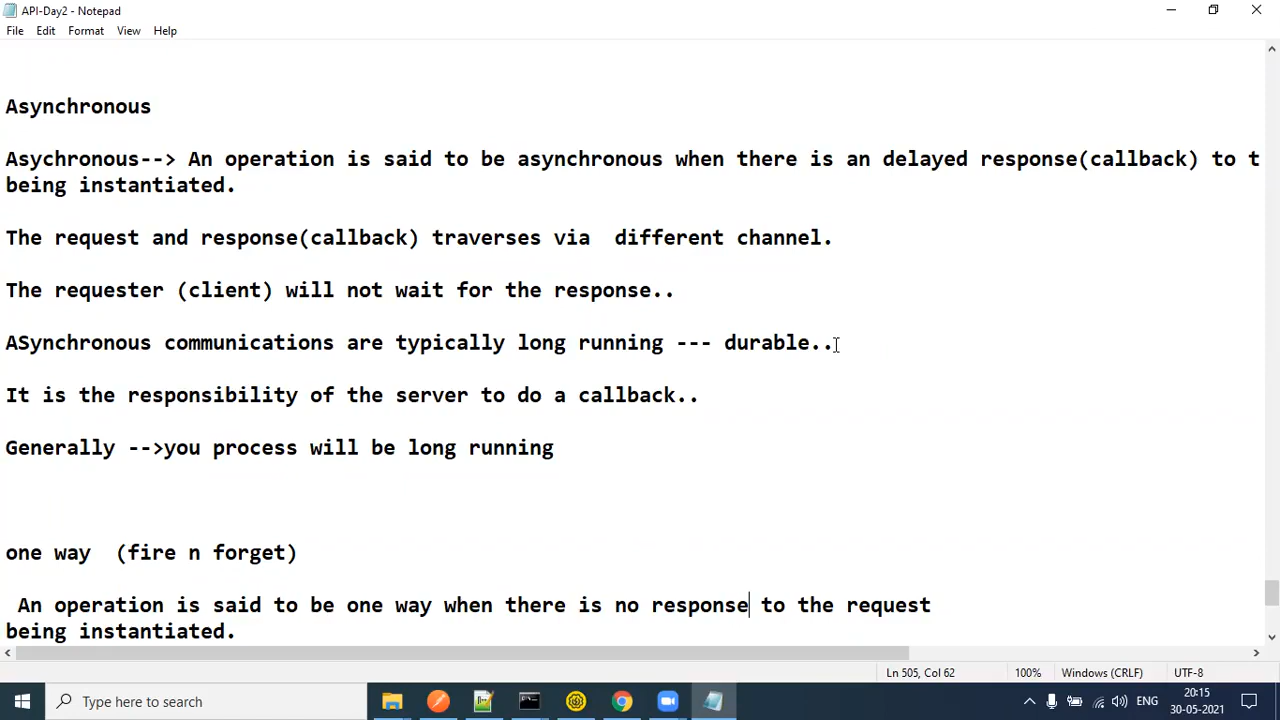 API-Day2 - Notepad
File Edit Format View Help
Asynchronous
Asychronous--> An operation is said to be asynchronous when there is an delayed response(callback) to t
being instantiated.
The request and response(callback) traverses via  different channel.
The requester (client) will not wait for the response..
ASynchronous communications are typically long running --- durable..
It is the responsibility of the server to do a callback..
Generally -->you process will be long running
one way  (fire n forget)
An operation is said to be one way when there is no response to the request
being instantiated.
Ln 505, Col 62 100% Windows (CRLF) UTF-8
Type here to search
ENG
20:15
30-05-2021